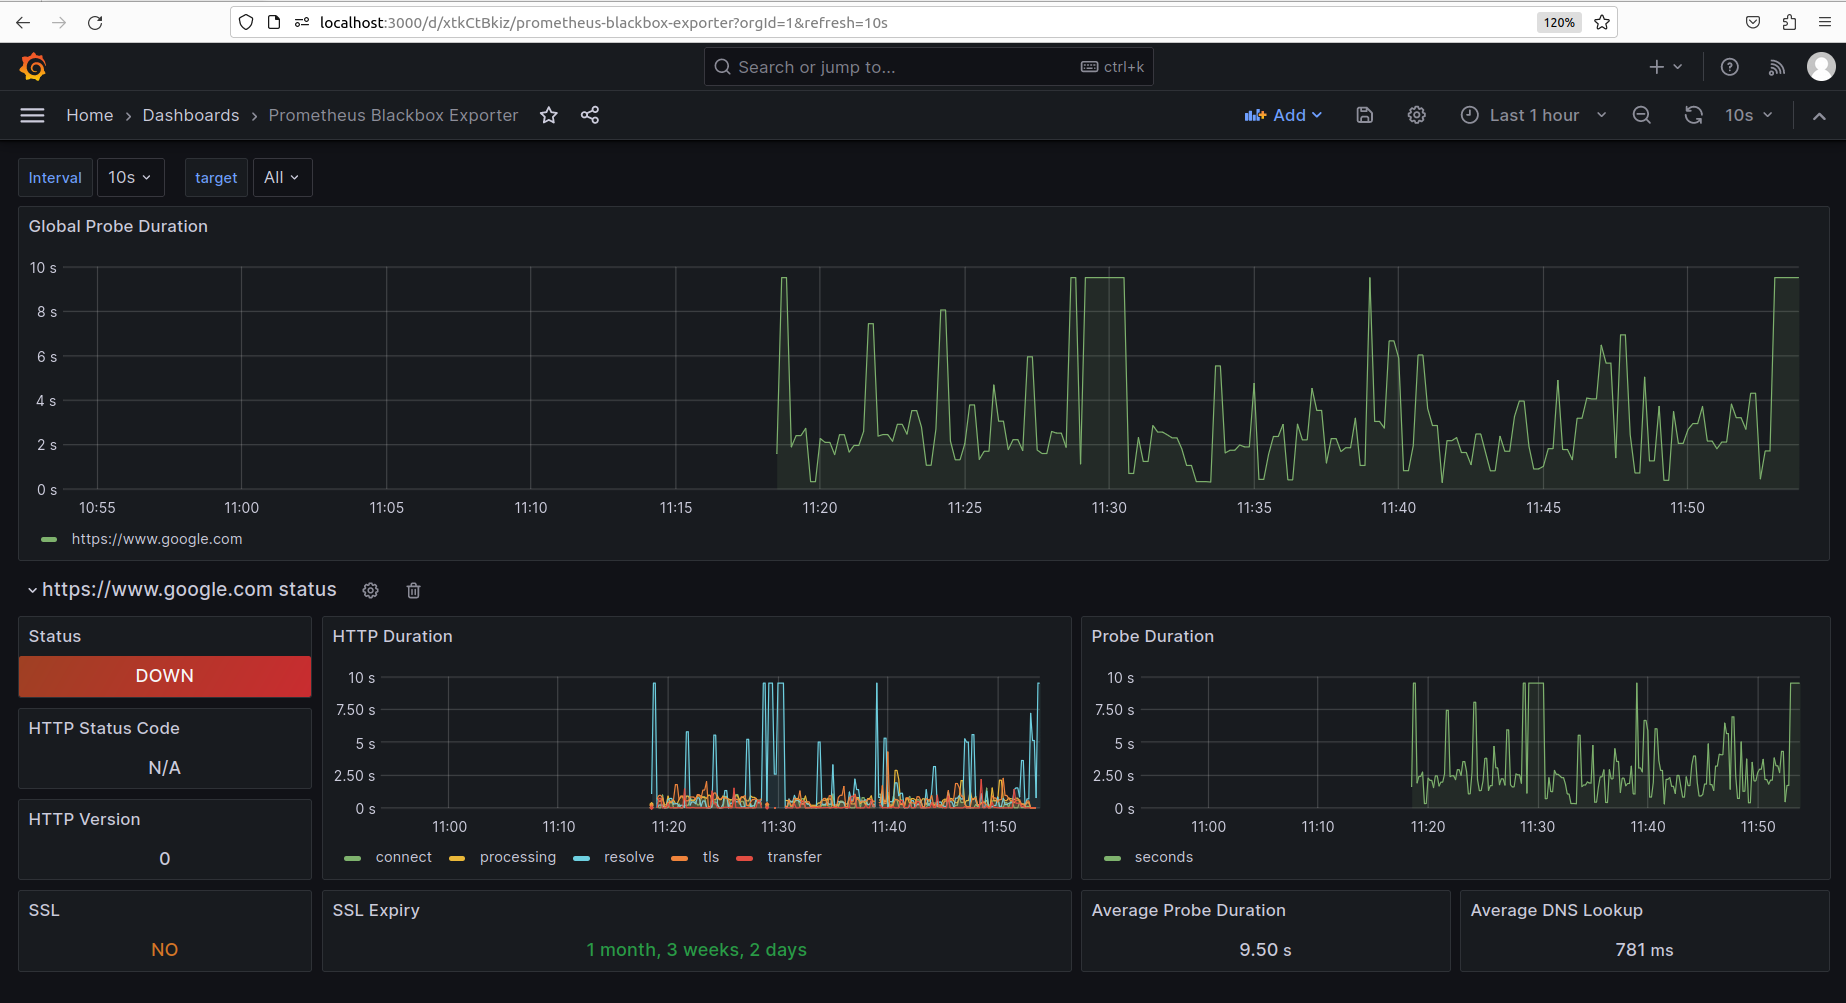 localhost:3000/d/xtkCtBkiz/prometheus-blackbox-exporter?orgId=1&refresh=10s 120%
Search or jump to... ctrl+k
Home › Dashboards › Prometheus Blackbox Exporter Add Last 1 hour 10s
Interval 10s target All
Global Probe Duration
10 s
8 s
6 s
4 s
2 s
0 s
10:55 11:00 11:05 11:10 11:15 11:20 11:25 11:30 11:35 11:40 11:45 11:50
https://www.google.com
https://www.google.com status
Status
DOWN
HTTP Status Code
N/A
HTTP Version
0
SSL
NO
HTTP Duration
10 s
7.50 s
5 s
2.50 s
0 s
11:00 11:10 11:20 11:30 11:40 11:50
connect processing resolve tls transfer
Probe Duration
10 s
7.50 s
5 s
2.50 s
0 s
11:00 11:10 11:20 11:30 11:40 11:50
seconds
SSL Expiry
1 month, 3 weeks, 2 days
Average Probe Duration
9.50 s
Average DNS Lookup
781 ms